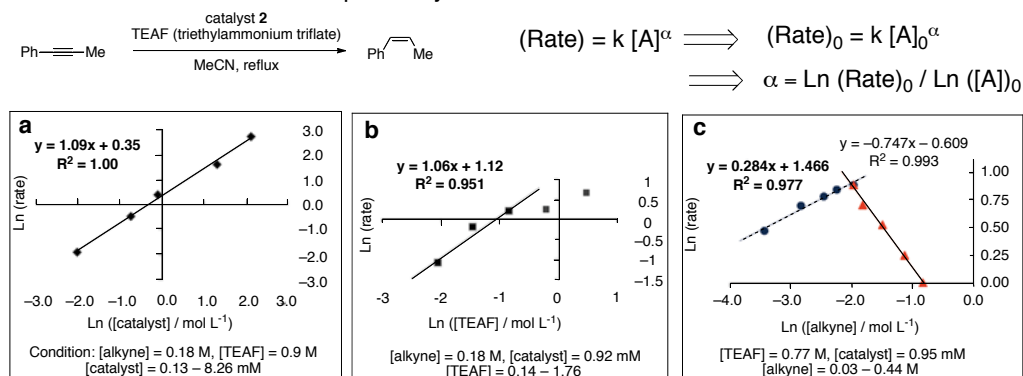 catalyst 2
TEAF (triethylammonium triflate)
Ph
Me
MeCN, reflux
Ph
Me
(Rate) = k [A]α
(Rate)0 = k [A]0α
α = Ln (Rate)0 / Ln ([A])0
a
y = 1.09x + 0.35
R2 = 1.00
Ln (rate)
3.0
2.0
1.0
0.0
−1.0
−2.0
−3.0
−3.0 −2.0 −1.0 0.0 1.0 2.0 3.0
Ln ([catalyst] / mol L-1)
Condition: [alkyne] = 0.18 M, [TEAF] = 0.9 M
[catalyst] = 0.13 – 8.26 mM
b
y = 1.06x + 1.12
R2 = 0.951
Ln (rate)
1
0.5
0
−0.5
−1
−1.5
-3 -2 -1 0 1
Ln ([TEAF] / mol L-1)
[alkyne] = 0.18 M, [catalyst] = 0.92 mM
[TEAF] = 0.14 – 1.76
c
y = −0.747x − 0.609
R2 = 0.993
y = 0.284x + 1.466
R2 = 0.977
Ln (rate)
1.00
0.75
0.50
0.25
0.00
−4.0 −3.0 −2.0 −1.0 0.0
Ln ([alkyne] / mol L-1)
[TEAF] = 0.77 M, [catalyst] = 0.95 mM
[alkyne] = 0.03 – 0.44 M